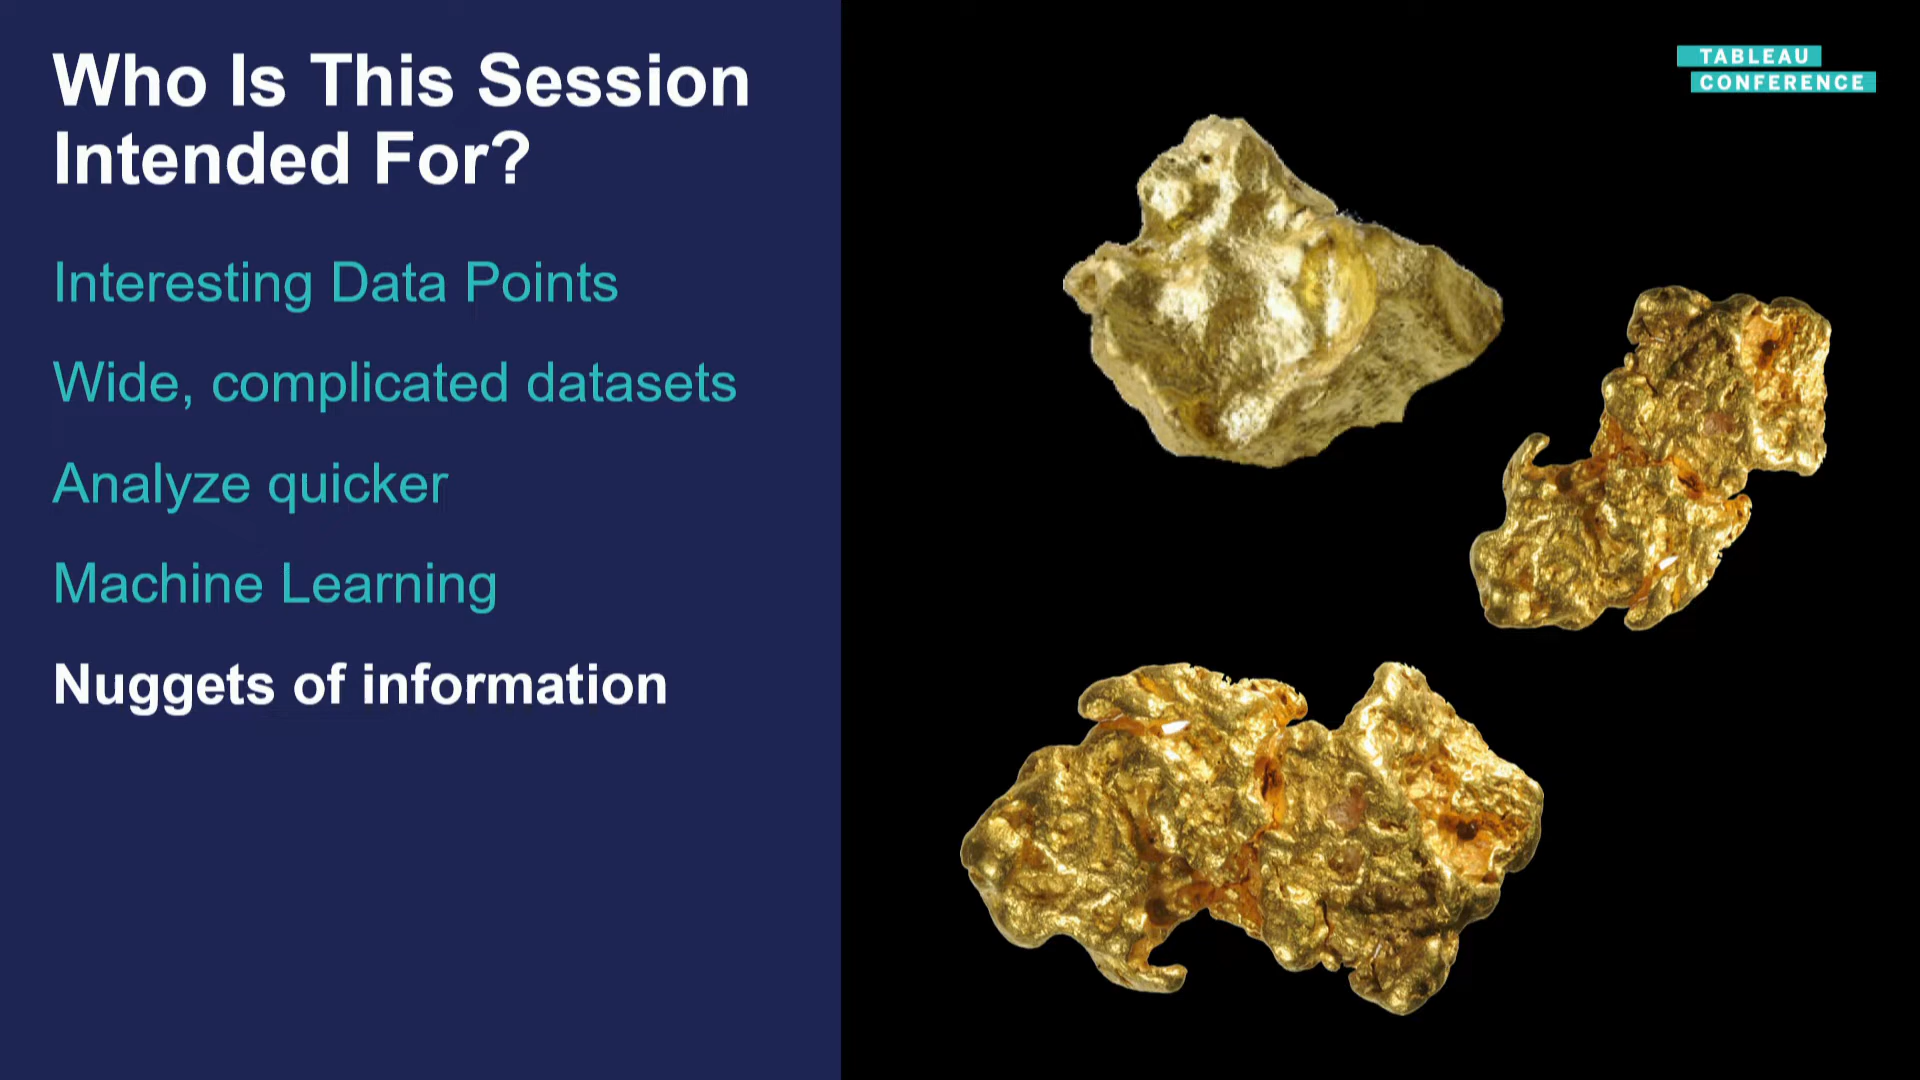 Who Is This Session
Intended For?
Interesting Data Points
Wide, complicated datasets
Analyze quicker
Machine Learning
Nuggets of information
TABLEAU
CONFERENCE